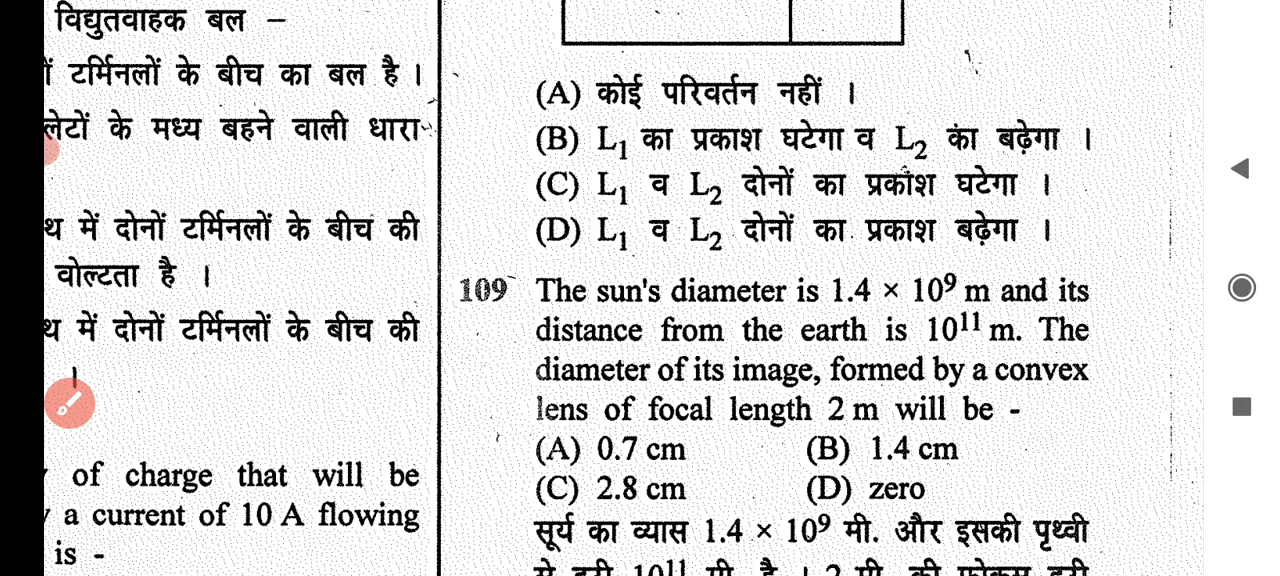 विद्युतवाहक बल –
ं टर्मिनलों के बीच का बल है ।
लेटों के मध्य बहने वाली धारा
थ में दोनों टर्मिनलों के बीच की
वोल्टता है ।
थ में दोनों टर्मिनलों के बीच की
।
of charge that will be
a current of 10 A flowing
is -
(A) कोई परिवर्तन नहीं ।
(B) L₁ का प्रकाश घटेगा व L₂ का बढ़ेगा ।
(C) L₁ व L₂ दोनों का प्रकाश घटेगा ।
(D) L₁ व L₂ दोनों का प्रकाश बढ़ेगा ।
109 The sun's diameter is 1.4 × 10⁹ m and its
distance from the earth is 10¹¹ m. The
diameter of its image, formed by a convex
lens of focal length 2 m will be -
(A) 0.7 cm (B) 1.4 cm
(C) 2.8 cm (D) zero
सूर्य का व्यास 1.4 × 10⁹ मी. और इसकी पृथ्वी